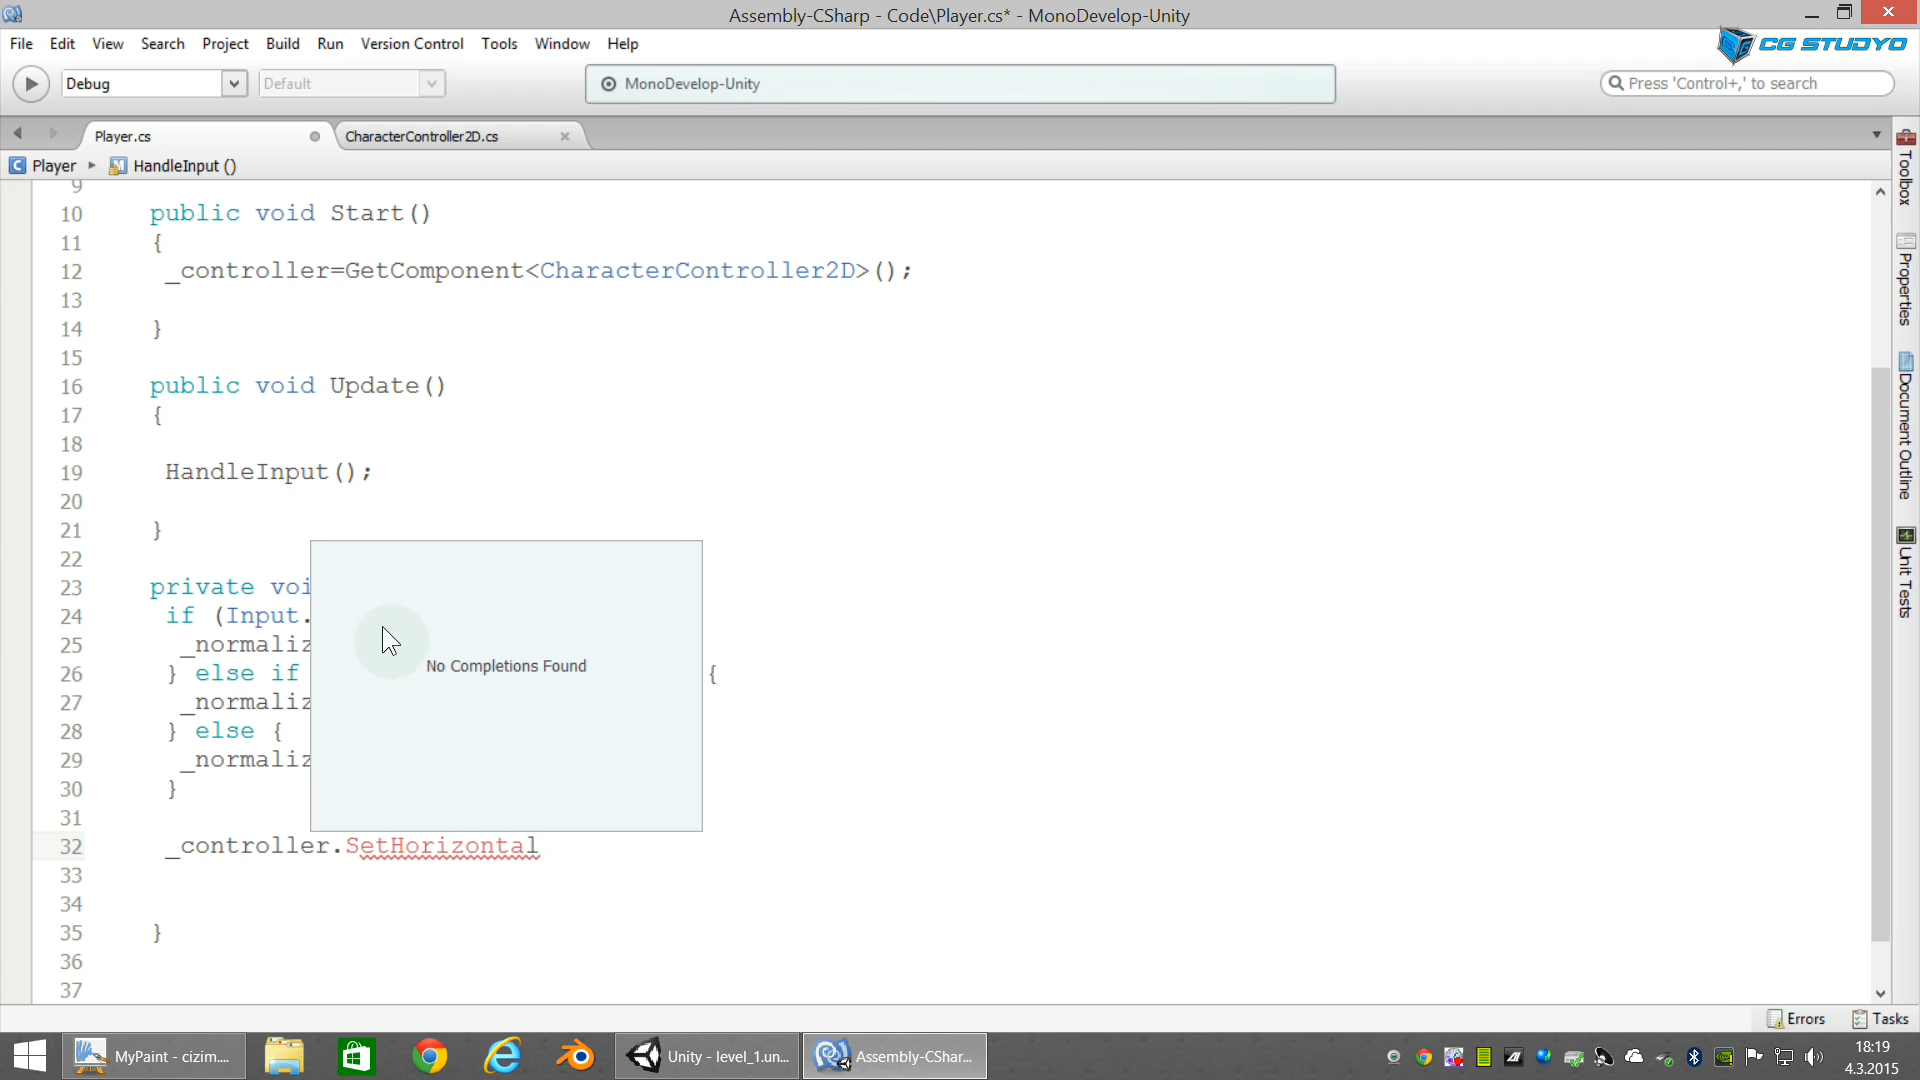 Assembly-CSharp - Code\Player.cs* - MonoDevelop-Unity
File Edit View Search Project Build Run Version Control Tools Window Help
CG STUDYO
Debug Default MonoDevelop-Unity Press 'Control+,' to search
Player.cs CharacterController2D.cs
Player HandleInput ()
9
10 public void Start()
11 {
12 _controller=GetComponent<CharacterController2D>();
13
14 }
15
16 public void Update()
17 {
18
19 HandleInput();
20
21 }
22
23 private voi
24 if (Input.
25 _normaliz
26 } else if {
27 _normaliz
28 } else {
29 _normaliz
30 }
31
32 _controller.SetHorizontal
33
34
35 }
36
37
No Completions Found
Toolbox
Properties
Document Outline
Unit Tests
Errors Tasks
MyPaint - cizim.... Unity - level_1.un... Assembly-CShar... 18:19
4.3.2015